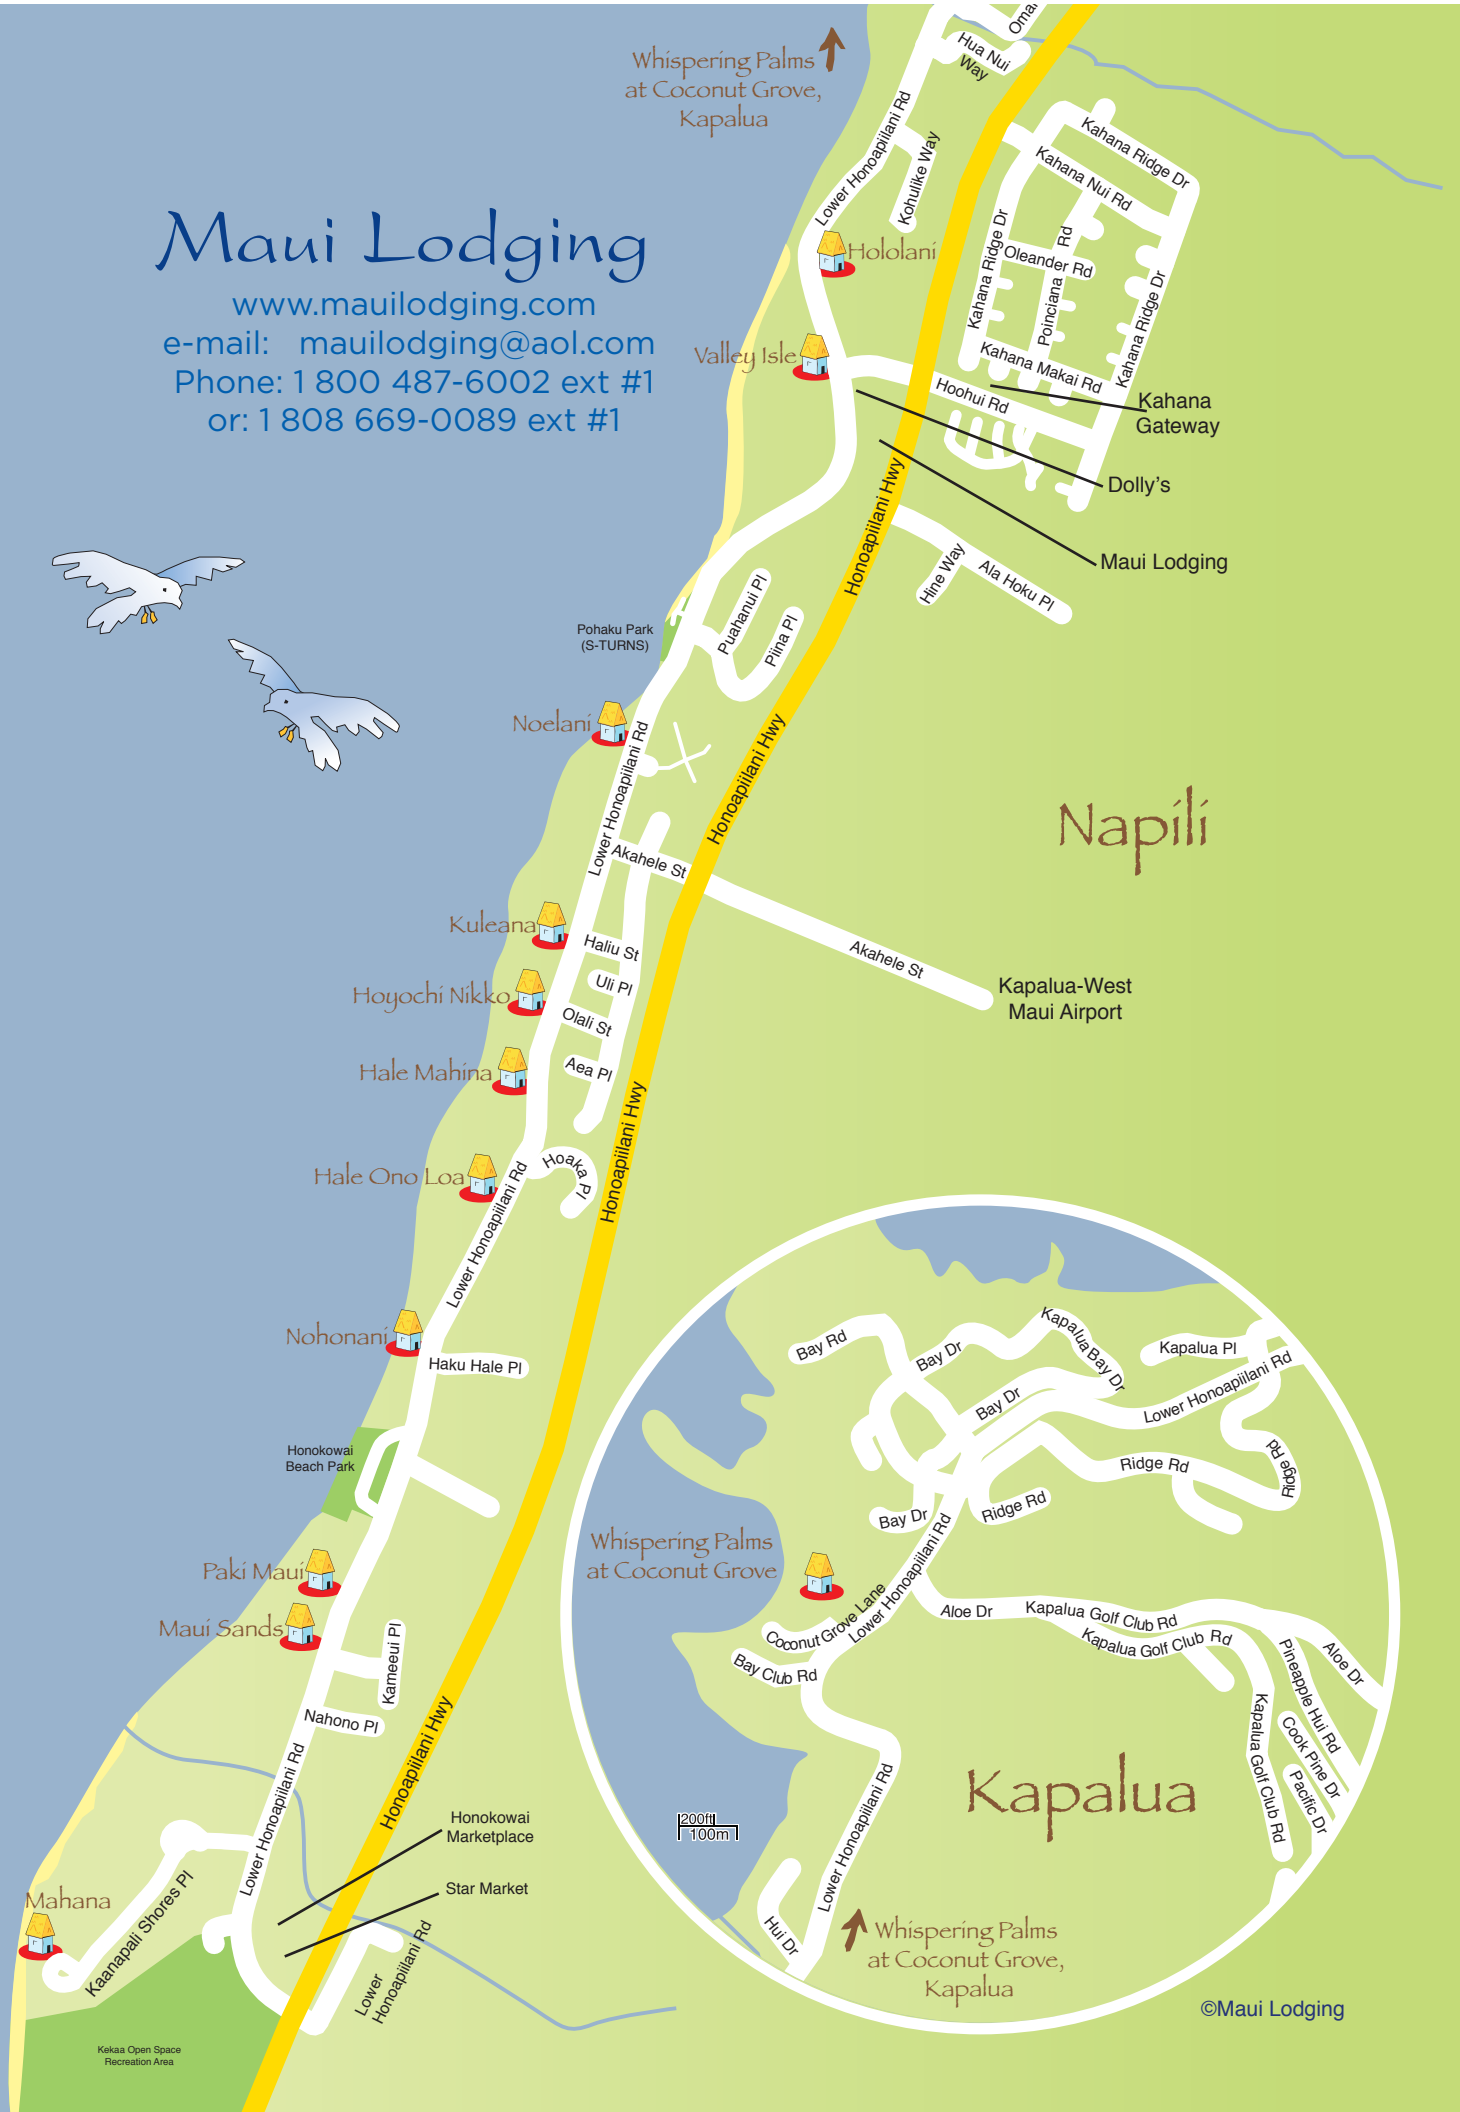 Whispering Palms
at Coconut Grove,
Kapalua
Maui Lodging
www.mauilodging.com
e-mail: mauilodging@aol.com
Phone: 1 800 487-6002 ext #1
or: 1 808 669-0089 ext #1
Hua Nui
Way
Lower Honoapiilani Rd
Kohulike Way
Kahana Ridge Dr
Kahana Nui Rd
Hololani
Kahana Ridge Dr
Oleander Rd
Poinciana Rd
Kahana Ridge Dr
Valley Isle
Kahana Makai Rd
Hoohui Rd
Kahana
Gateway
Dolly's
Honoapiilani Hwy
Maui Lodging
Hine Way
Ala Hoku Pl
Puahanui Pl
Piina Pl
Pohaku Park
(S-TURNS)
Noelani
Lower Honoapiilani Rd
Honoapiilani Hwy
Napili
Akahele St
Kuleana
Haliu St
Akahele St
Uli Pl
Kapalua-West
Maui Airport
Hoyochi Nikko
Olali St
Hale Mahina
Aea Pl
Honoapiilani Hwy
Hale Ono Loa
Hoaka Pl
Lower Honoapiilani Rd
Nohonani
Haku Hale Pl
Honokowai
Beach Park
Paki Maui
Maui Sands
Kameeui Pl
Nahono Pl
Honoapiilani Hwy
Lower Honoapiilani Rd
Honokowai
Marketplace
Star Market
Mahana
Kaanapali Shores Pl
Lower
Honoapiilani Rd
Kekaa Open Space
Recreation Area
Bay Rd
Bay Dr
Kapalua Bay Dr
Kapalua Pl
Bay Dr
Lower Honoapiilani Rd
Ridge Rd
Ridge Rd
Bay Dr
Ridge Rd
Whispering Palms
at Coconut Grove
Lower Honoapiilani Rd
Coconut Grove Lane
Bay Club Rd
Aloe Dr
Kapalua Golf Club Rd
Kapalua Golf Club Rd
Aloe Dr
Pineapple Hui Rd
Kapalua Golf Club Rd
Cook Pine Dr
Pacific Dr
Kapalua
200ft
100m
Lower Honoapiilani Rd
Hui Dr
Whispering Palms
at Coconut Grove,
Kapalua
©Maui Lodging